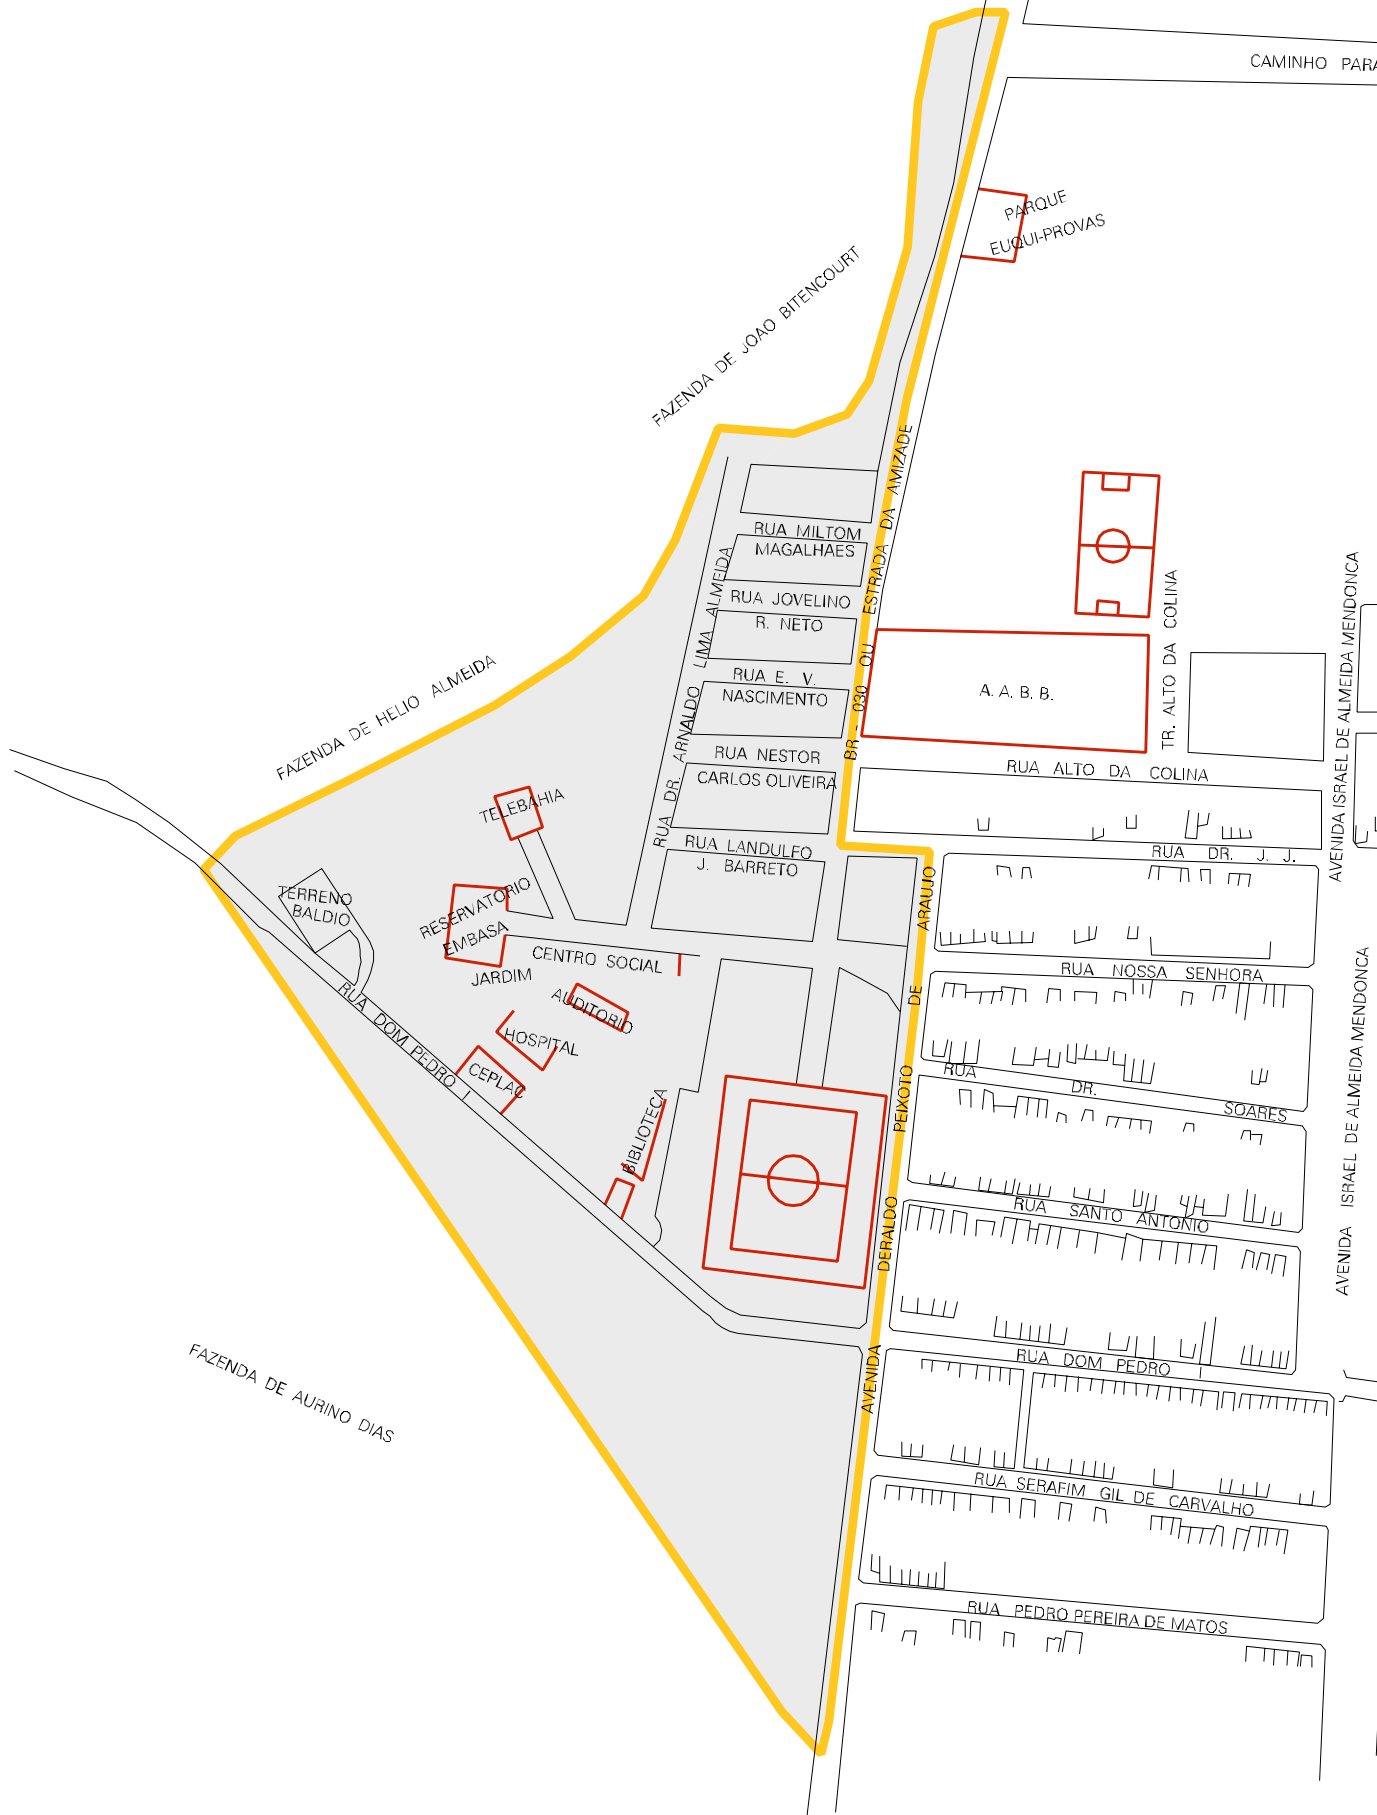 CAMINHO PARA
PARQUE
EUQUI-PROVAS
FAZENDA DE JOAO BITENCOURT
BR - 030 OU ESTRADA DA AMIZADE
RUA MILTOM
MAGALHAES
RUA JOVELINO
R. NETO
RUA E. V.
NASCIMENTO
RUA NESTOR
CARLOS OLIVEIRA
RUA LANDULFO
J. BARRETO
RUA DR. ARNALDO LIMA ALMEIDA
FAZENDA DE HELIO ALMEIDA
A. A. B. B.
TR. ALTO DA COLINA
AVENIDA ISRAEL DE ALMEIDA MENDONCA
RUA ALTO DA COLINA
TELEBAHIA
RUA DR. J. J.
TERRENO
BALDIO
RESERVATORIO
EMBASA
CENTRO SOCIAL
JARDIM
AUDITORIO
HOSPITAL
CEPLAC
BIBLIOTECA
RUA DOM PEDRO I
AVENIDA DERALDO PEIXOTO DE ARAUJO
RUA NOSSA SENHORA
RUA DR. SOARES
RUA SANTO ANTONIO
AVENIDA ISRAEL DE ALMEIDA MENDONCA
RUA DOM PEDRO I
FAZENDA DE AURINO DIAS
RUA SERAFIM GIL DE CARVALHO
RUA PEDRO PEREIRA DE MATOS